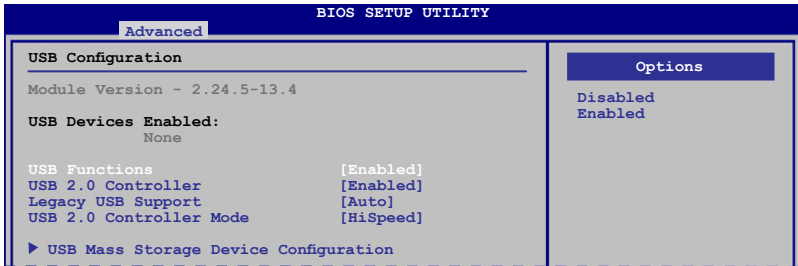 BIOS SETUP UTILITY
Advanced
USB Configuration
Module Version - 2.24.5-13.4
USB Devices Enabled:
None
USB Functions [Enabled]
USB 2.0 Controller [Enabled]
Legacy USB Support [Auto]
USB 2.0 Controller Mode [HiSpeed]
USB Mass Storage Device Configuration
Options
Disabled
Enabled